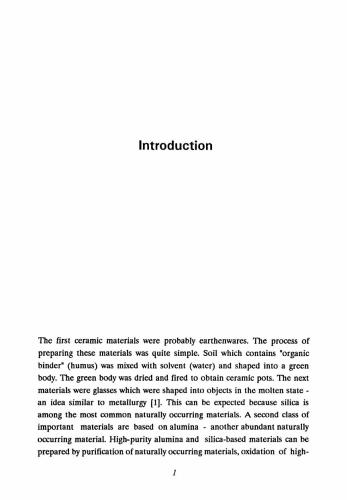 Introduction
The first ceramic materials were probably earthenwares. The process of
preparing these materials was quite simple. Soil which contains "organic
binder" (humus) was mixed with solvent (water) and shaped into a green
body. The green body was dried and fired to obtain ceramic pots. The next
materials were glasses which were shaped into objects in the molten state -
an idea similar to metallurgy [1]. This can be expected because silica is
among the most common naturally occurring materials. A second class of
important materials are based on alumina - another abundant naturally
occurring material. High-purity alumina and silica-based materials can be
prepared by purification of naturally occurring materials, oxidation of high-
1